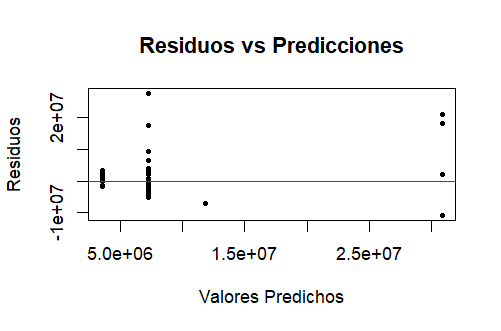 Residuos vs Predicciones
Residuos
2e+07
-1e+07
5.0e+06
1.5e+07
2.5e+07
Valores Predichos